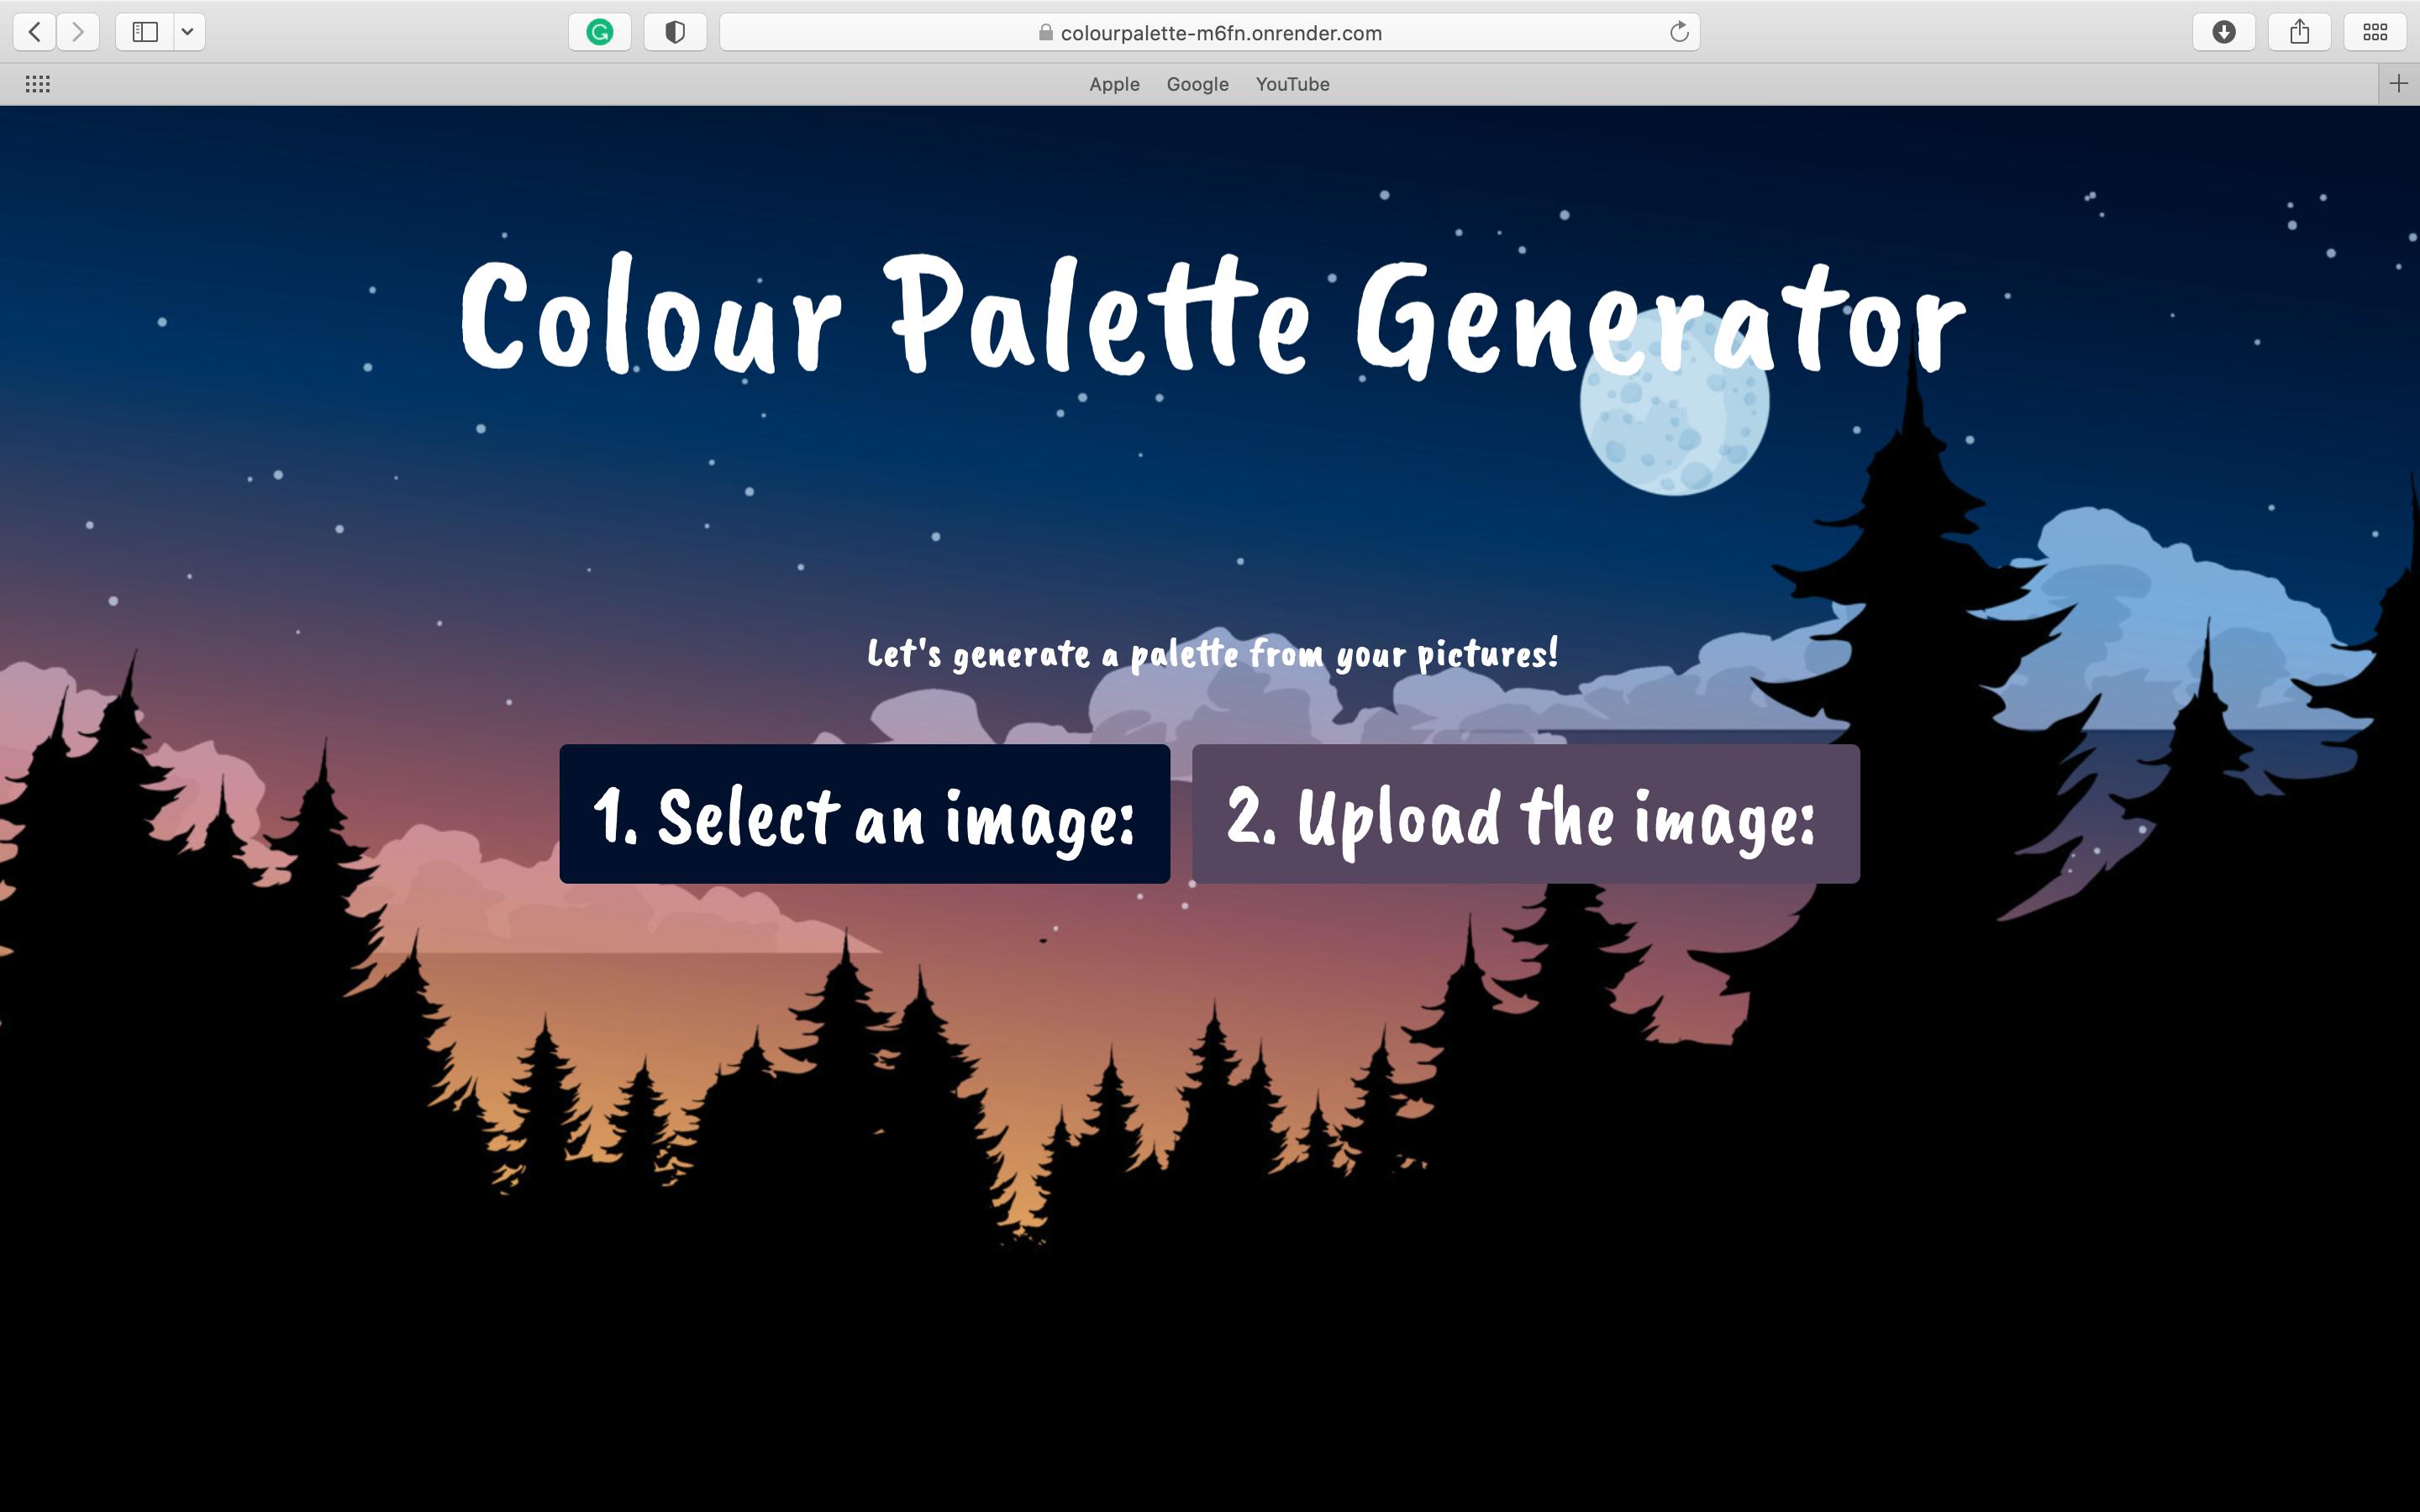 colourpalette-m6fn.onrender.com
Apple Google YouTube
Colour Palette Generator
Let's generate a palette from your pictures!
1. Select an image: 2. Upload the image: